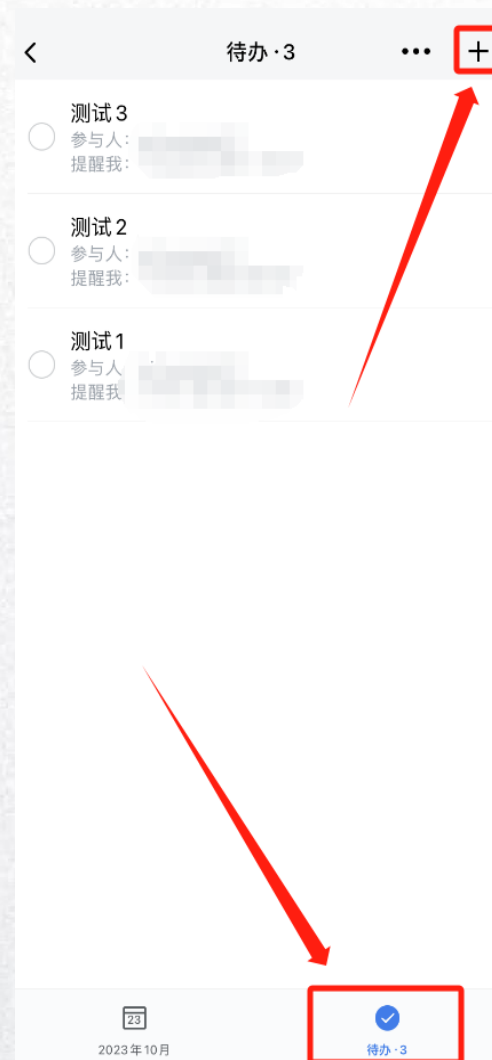 待办·3
测试3
参与人：
提醒我：
测试2
参与人：
提醒我：
测试1
参与人
提醒我
23
2023年10月
待办·3